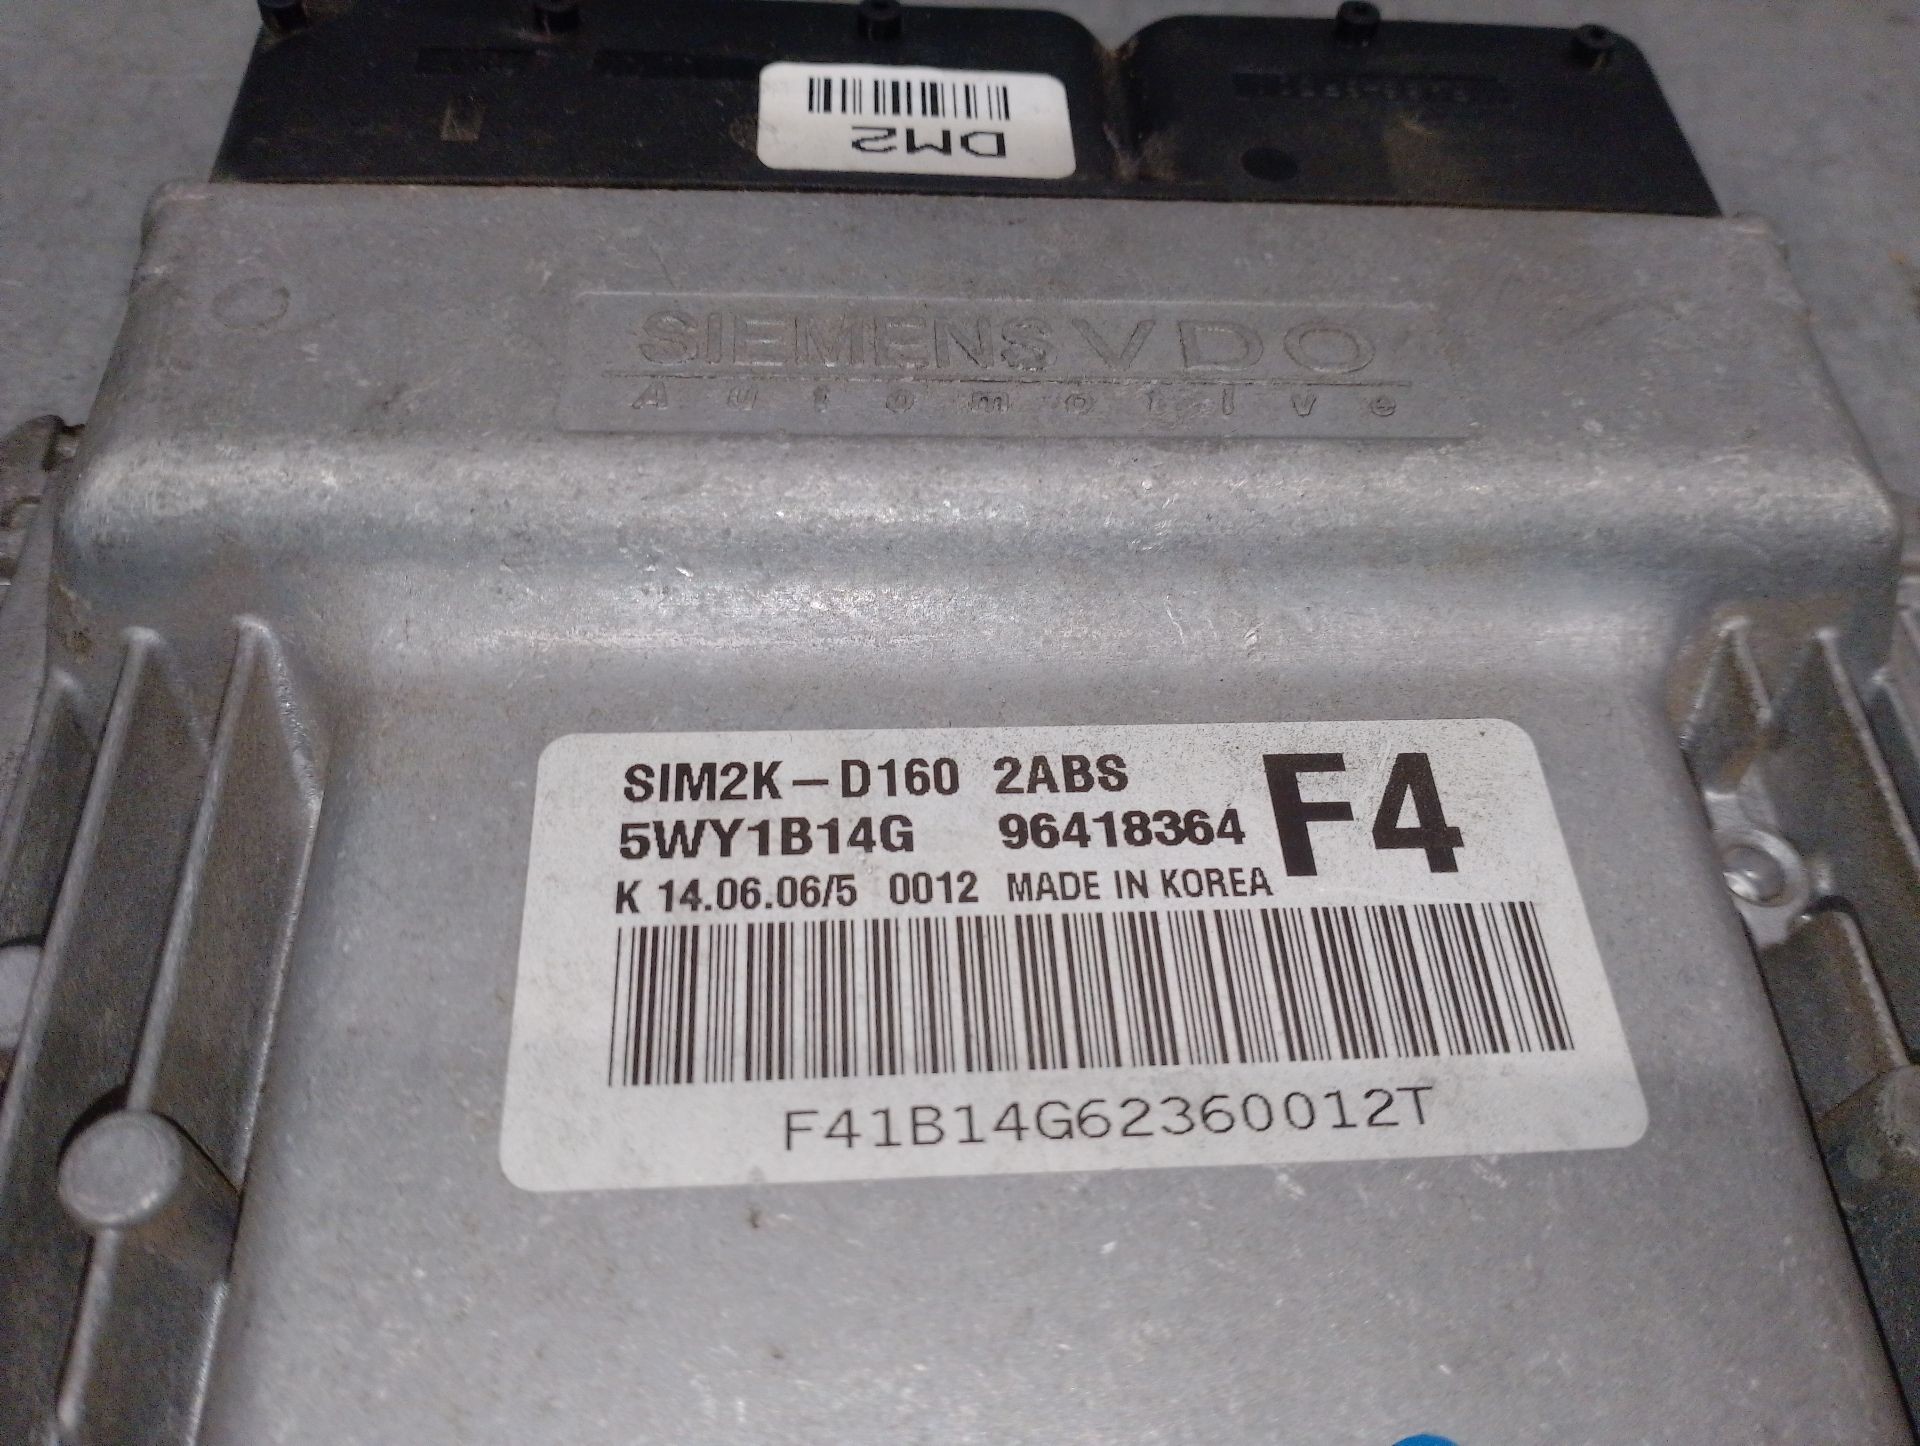 DM2
SIEMENS VDO
Automotive
SIM2K-D160 2ABS
5WY1B14G 96418364 F4
K 14.06.06/5 0012 MADE IN KOREA
F41B14G62360012T